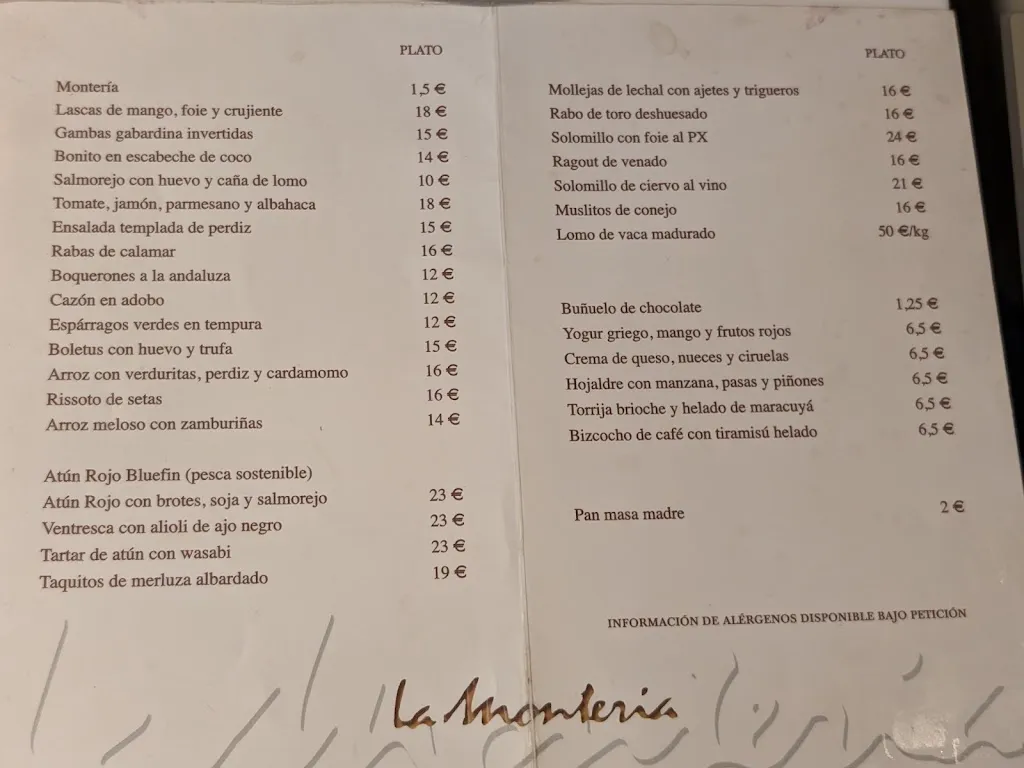 PLATO
Montería 1,5 €
Lascas de mango, foie y crujiente 18 €
Gambas gabardina invertidas 15 €
Bonito en escabeche de coco 14 €
Salmorejo con huevo y caña de lomo 10 €
Tomate, jamón, parmesano y albahaca 18 €
Ensalada templada de perdiz 15 €
Rabas de calamar 16 €
Boquerones a la andaluza 12 €
Cazón en adobo 12 €
Espárragos verdes en tempura 12 €
Boletus con huevo y trufa 15 €
Arroz con verduritas, perdiz y cardamomo 16 €
Rissoto de setas 16 €
Arroz meloso con zamburiñas 14 €
Atún Rojo Bluefin (pesca sostenible)
Atún Rojo con brotes, soja y salmorejo 23 €
Ventresca con alioli de ajo negro 23 €
Tartar de atún con wasabi 23 €
Taquitos de merluza albardado 19 €
PLATO
Mollejas de lechal con ajetes y trigueros 16 €
Rabo de toro deshuesado 16 €
Solomillo con foie al PX 24 €
Ragout de venado 16 €
Solomillo de ciervo al vino 21 €
Muslitos de conejo 16 €
Lomo de vaca madurado 50 €/kg
Buñuelo de chocolate 1,25 €
Yogur griego, mango y frutos rojos 6,5 €
Crema de queso, nueces y ciruelas 6,5 €
Hojaldre con manzana, pasas y piñones 6,5 €
Torrija brioche y helado de maracuyá 6,5 €
Bizcocho de café con tiramisú helado 6,5 €
Pan masa madre 2 €
INFORMACIÓN DE ALÉRGENOS DISPONIBLE BAJO PETICIÓN
La Montería